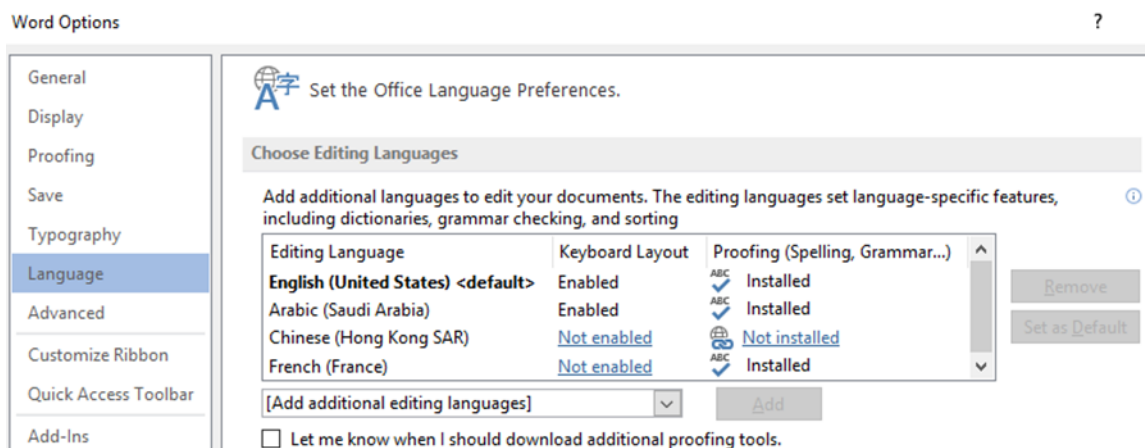 Word Options ?
General
Display
Proofing
Save
Typography
Language
Advanced
Customize Ribbon
Quick Access Toolbar
Add-Ins
A字 Set the Office Language Preferences.
Choose Editing Languages
Add additional languages to edit your documents. The editing languages set language-specific features,
including dictionaries, grammar checking, and sorting
Editing Language Keyboard Layout Proofing (Spelling, Grammar...)
English (United States) <default> Enabled ABC Installed
Arabic (Saudi Arabia) Enabled ABC Installed
Chinese (Hong Kong SAR) Not enabled Not installed
French (France) Not enabled ABC Installed
Remove
Set as Default
[Add additional editing languages] Add
Let me know when I should download additional proofing tools.